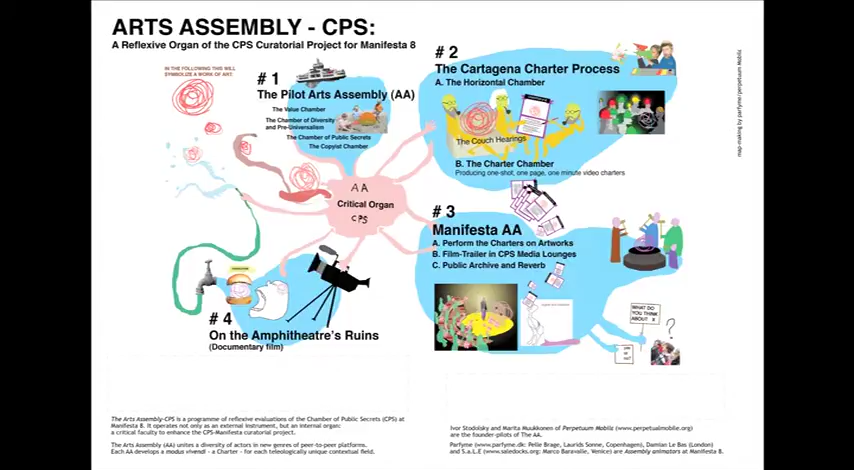 ARTS ASSEMBLY - CPS:
A Reflexive Organ of the CPS Curatorial Project for Manifesta 8
IN THE FOLLOWING THIS WILL
SYMBOLIZE A WORK OF ART:
# 1
The Pilot Arts Assembly (AA)
The Value Chamber
The Chamber of Diversity
and Pre-Universalism
The Chamber of Public Secrets
The Copyist Chamber
# 2
The Cartagena Charter Process
A. The Horizontal Chamber
The Couch Hearings
B. The Charter Chamber
Producing one-shot, one page, one minute video charters
map-making by parfyme/perpetuum Mobile
AA
Critical Organ
CPS
# 3
Manifesta AA
A. Perform the Charters on Artworks
B. Film-Trailer in CPS Media Lounges
C. Public Archive and Reverb
WHAT DO
YOU THINK
ABOUT X
?
# 4
On the Amphitheatre's Ruins
(Documentary film)
The Arts Assembly-CPS is a programme of reflexive evaluations of the Chamber of Public Secrets (CPS) at
Manifesta 8. It operates not only as an external instrument, but an internal organ:
a critical faculty to enhance the CPS-Manifesta curatorial project.
The Arts Assembly (AA) unites a diversity of actors in new genres of peer-to-peer platforms.
Each AA develops a modus vivendi - a Charter - for each teleologically unique contextual field.
Ivor Stodolsky and Marita Muukkonen of Perpetuum Mobile (www.perpetualmobile.org)
are the founder-pilots of The AA.
Parfyme (www.parfyme.dk: Pelle Brage, Laurids Sonne, Copenhagen), Damian Le Bas (London)
and S.a.L.E (www.saledocks.org: Marco Baravalle, Venice) are Assembly animators at Manifesta 8.